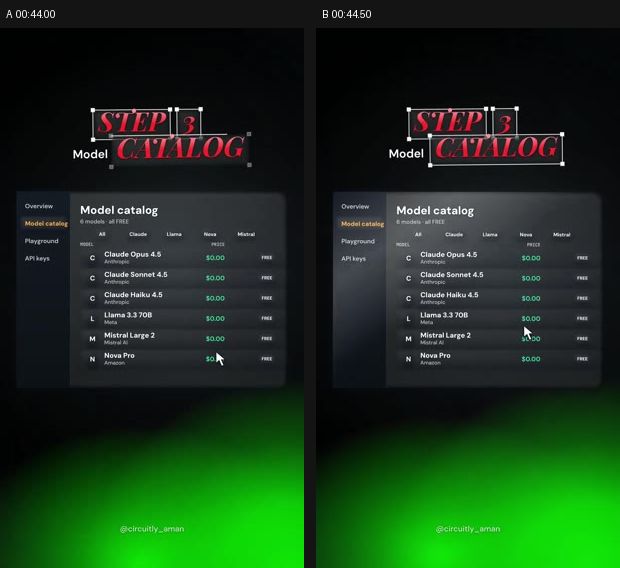 A 00:44.00
STEP 3
Model CATALOG
Overview
Model catalog
Playground
API keys
Model catalog
6 models · all FREE
All Claude Llama Nova Mistral
MODEL PRICE
C Claude Opus 4.5 $0.00 FREE
Anthropic
C Claude Sonnet 4.5 $0.00 FREE
Anthropic
C Claude Haiku 4.5 $0.00 FREE
Anthropic
L Llama 3.3 70B $0.00 FREE
Meta
M Mistral Large 2 $0.00 FREE
Mistral AI
N Nova Pro FREE
Amazon
@circuitly_aman
B 00:44.50
STEP 3
Model CATALOG
Overview
Model catalog
Playground
API keys
Model catalog
6 models · all FREE
All Claude Llama Nova Mistral
MODEL PRICE
C Claude Opus 4.5 $0.00 FREE
Anthropic
C Claude Sonnet 4.5 $0.00 FREE
Anthropic
C Claude Haiku 4.5 $0.00 FREE
Anthropic
L Llama 3.3 70B $0.00 FREE
Meta
M Mistral Large 2 $0.00 FREE
Mistral AI
N Nova Pro $0.00 FREE
Amazon
@circuitly_aman